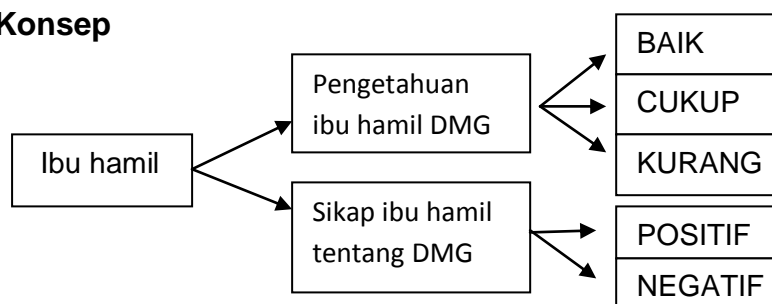 Konsep
Ibu hamil
Pengetahuan
ibu hamil DMG
BAIK
CUKUP
KURANG
Sikap ibu hamil
tentang DMG
POSITIF
NEGATIF